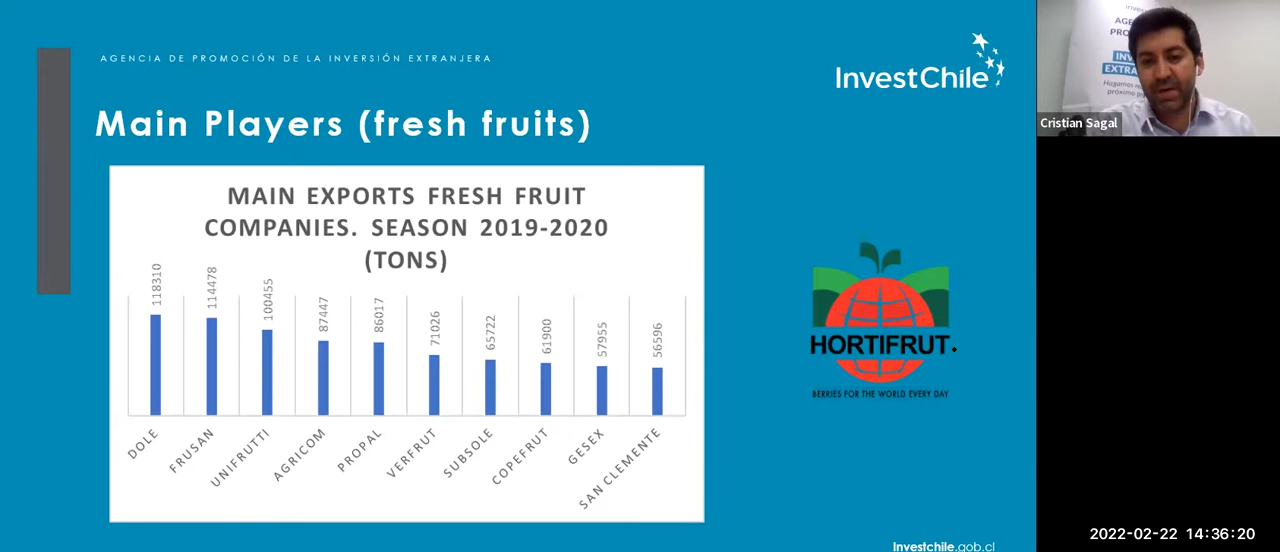 AGENCIA DE PROMOCIÓN DE LA INVERSIÓN EXTRANJERA
InvestChile
Main Players (fresh fruits)
MAIN EXPORTS FRESH FRUIT
COMPANIES. SEASON 2019-2020
(TONS)
118310
114478
100455
87447
86017
71026
65722
61900
57955
56596
DOLE
FRUSAN
UNIFRUTTI
AGRICOM
PROPAL
VERFRUT
SUBSOLE
COPEFRUT
GESEX
SAN CLEMENTE
HORTIFRUT.
BERRIES FOR THE WORLD EVERY DAY
Investchile.gob.cl
Cristian Sagal
2022-02-22 14:36:20